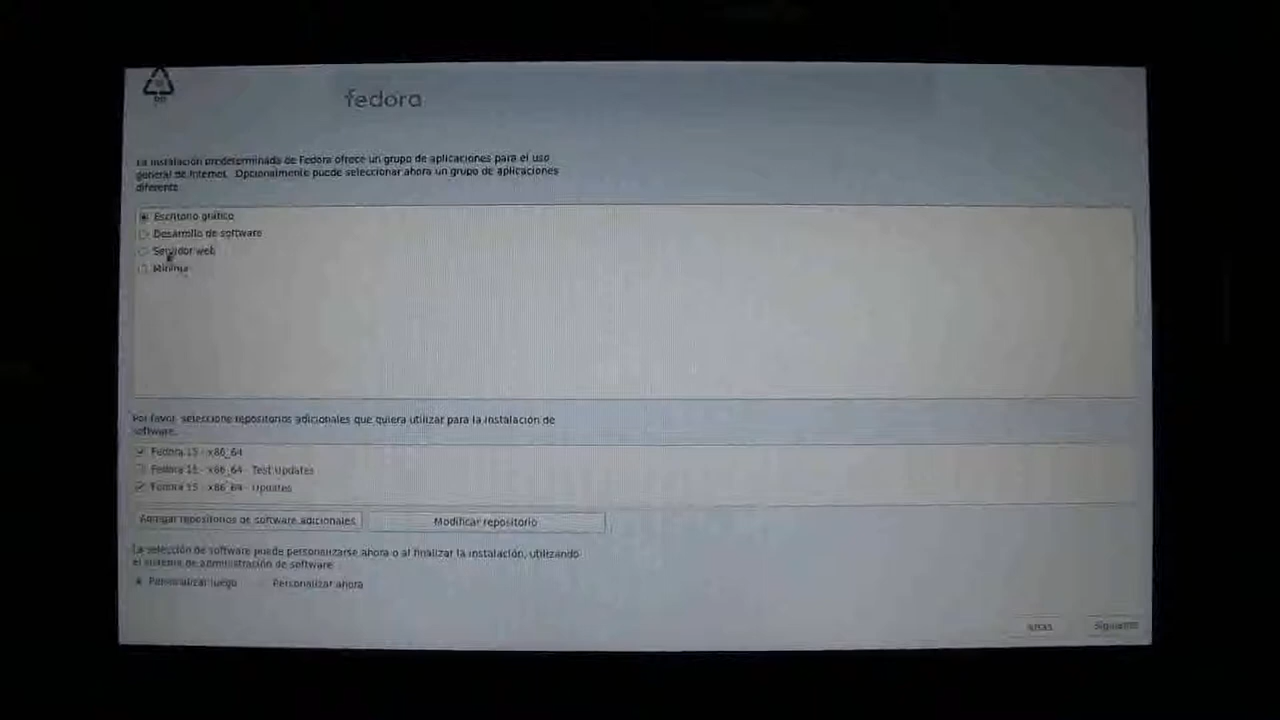 fedora
La instalación predeterminada de Fedora ofrece un grupo de aplicaciones para el uso
general de Internet. Opcionalmente puede seleccionar ahora un grupo de aplicaciones
diferente.
Escritorio gráfico
Desarrollo de software
Servidor web
Mínima
Por favor, seleccione repositorios adicionales que quiera utilizar para la instalación de
software.
Fedora 15 - x86_64
Fedora 15 - x86_64 - Test Updates
Fedora 15 - x86_64 - Updates
Agregar repositorios de software adicionales
Modificar repositorio
La selección de software puede personalizarse ahora o al finalizar la instalación, utilizando
el sistema de administración de software
Personalizar luego
Personalizar ahora
Atrás
Siguiente